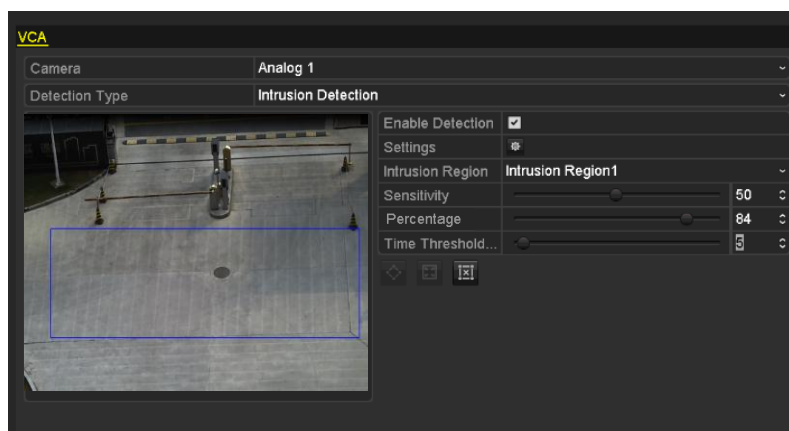 VCA
Camera Analog 1
Detection Type Intrusion Detection
Enable Detection
Settings
Intrusion Region Intrusion Region1
Sensitivity 50
Percentage 84
Time Threshold... 5